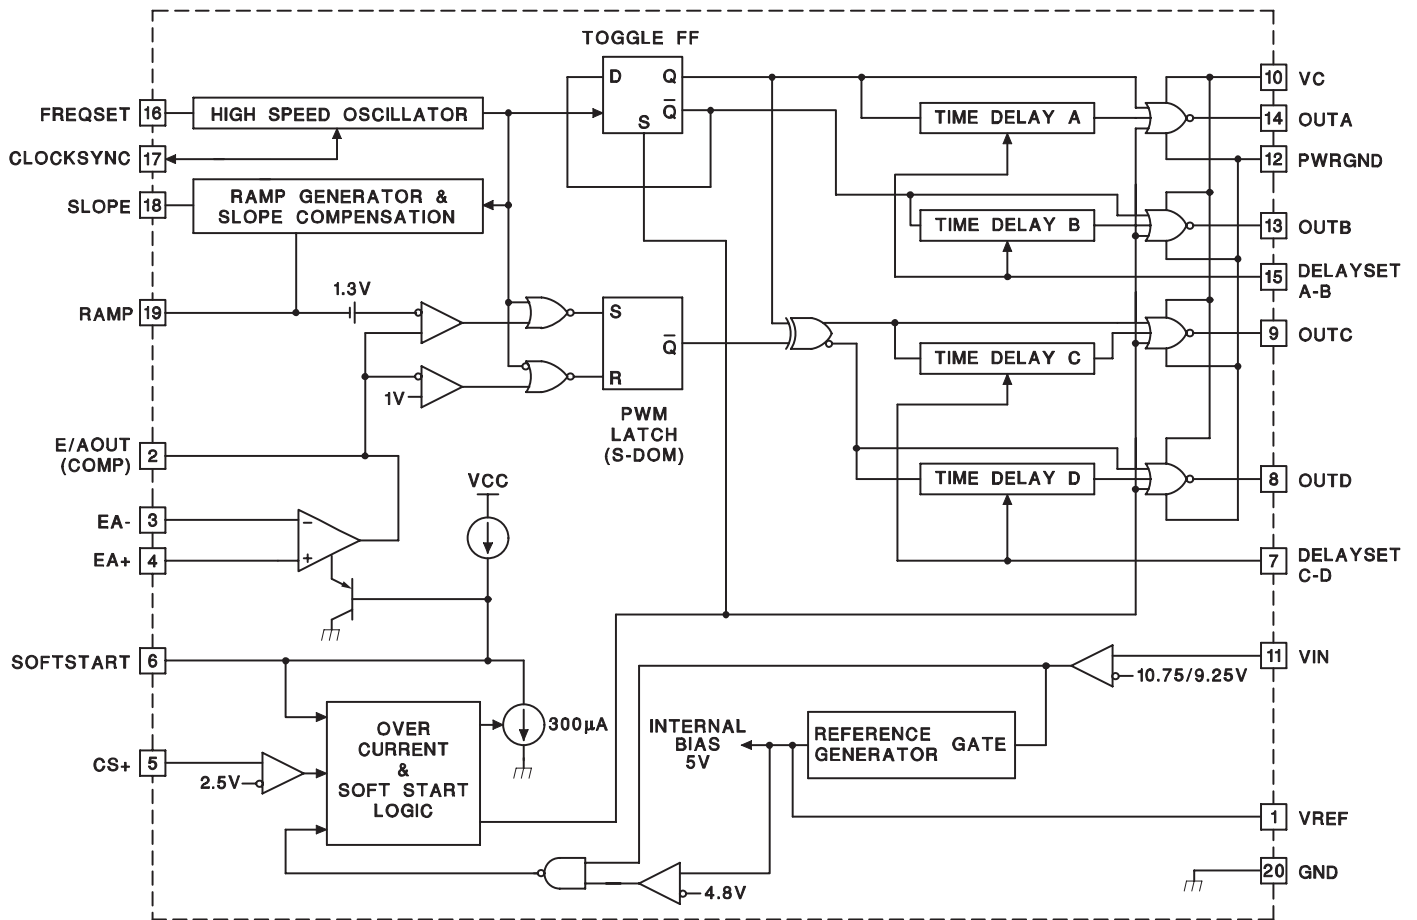 TOGGLE FF
D
Q
Q
S
FREQSET
16
HIGH SPEED OSCILLATOR
CLOCKSYNC
17
SLOPE
18
RAMP GENERATOR &
SLOPE COMPENSATION
TIME DELAY A
10
VC
14
OUTA
12
PWRGND
TIME DELAY B
13
OUTB
15
DELAYSET
A-B
RAMP
19
1.3V
1V
S
Q
R
PWM
LATCH
(S-DOM)
TIME DELAY C
9
OUTC
E/AOUT
(COMP)
2
TIME DELAY D
8
OUTD
EA-
3
−
EA+
4
+
VCC
7
DELAYSET
C-D
SOFTSTART
6
11
VIN
10.75/9.25V
OVER
CURRENT
&
SOFT START
LOGIC
300µA
INTERNAL
BIAS
5V
REFERENCE
GENERATOR
GATE
CS+
5
2.5V
1
VREF
4.8V
20
GND